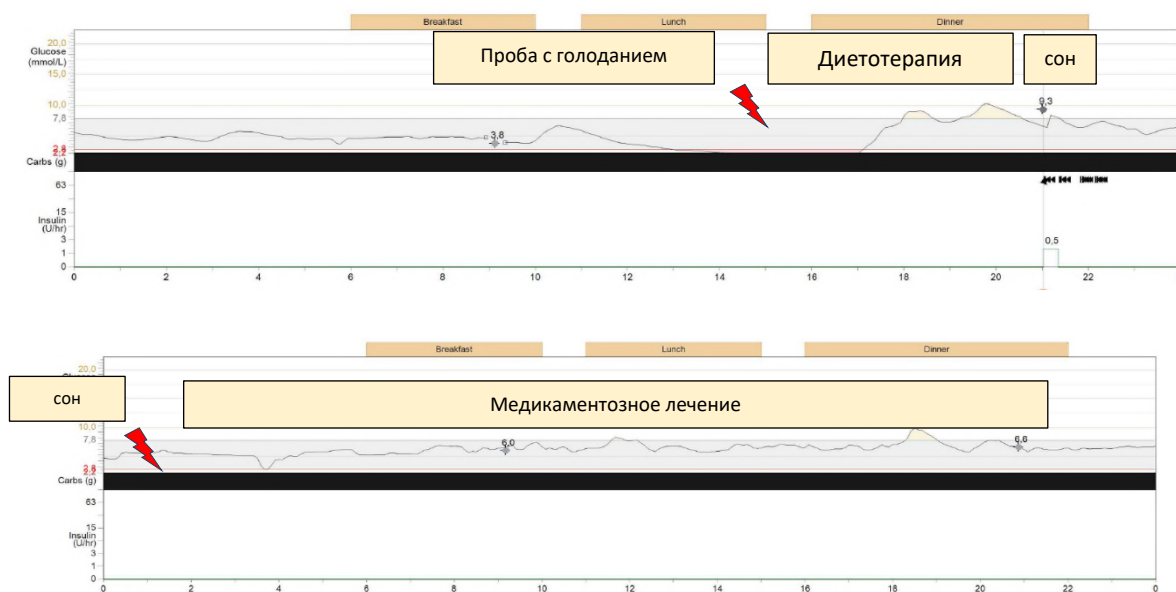 Breakfast Lunch Dinner
20,0
Glucose
(mmol/L)
15,0
10,0
7,8
2,2
Carbs (g)
63
15
Insulin
(U/hr)
3
1
0
Проба с голоданием
Диетотерапия
сон
3,8
9,3
0,5
0 2 4 6 8 10 12 14 16 18 20 22
Breakfast Lunch Dinner
20,0
10,0
7,8
2,2
Carbs (g)
63
15
Insulin
(U/hr)
3
1
0
сон
Медикаментозное лечение
6,0
6,6
0 2 4 6 8 10 12 14 16 18 20 22 0